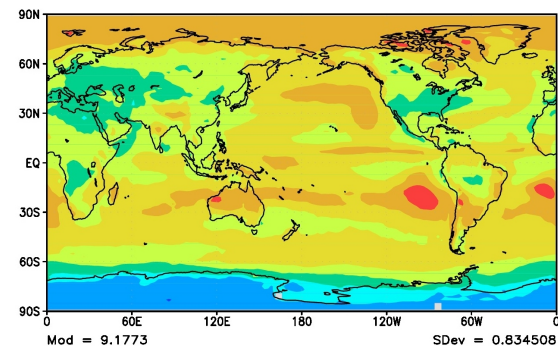 90N
60N
30N
EQ
30S
60S
90S
0 60E 120E 180 120W 60W 0
Mod = 9.1773 SDev = 0.834508